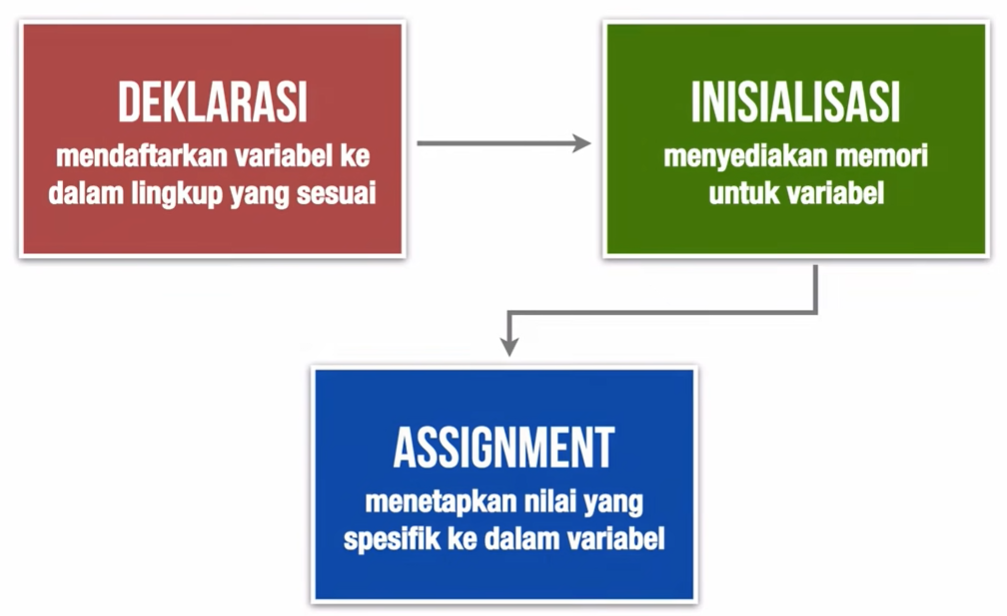 DEKLARASI
mendaftarkan variabel ke
dalam lingkup yang sesuai
INISIALISASI
menyediakan memori
untuk variabel
ASSIGNMENT
menetapkan nilai yang
spesifik ke dalam variabel